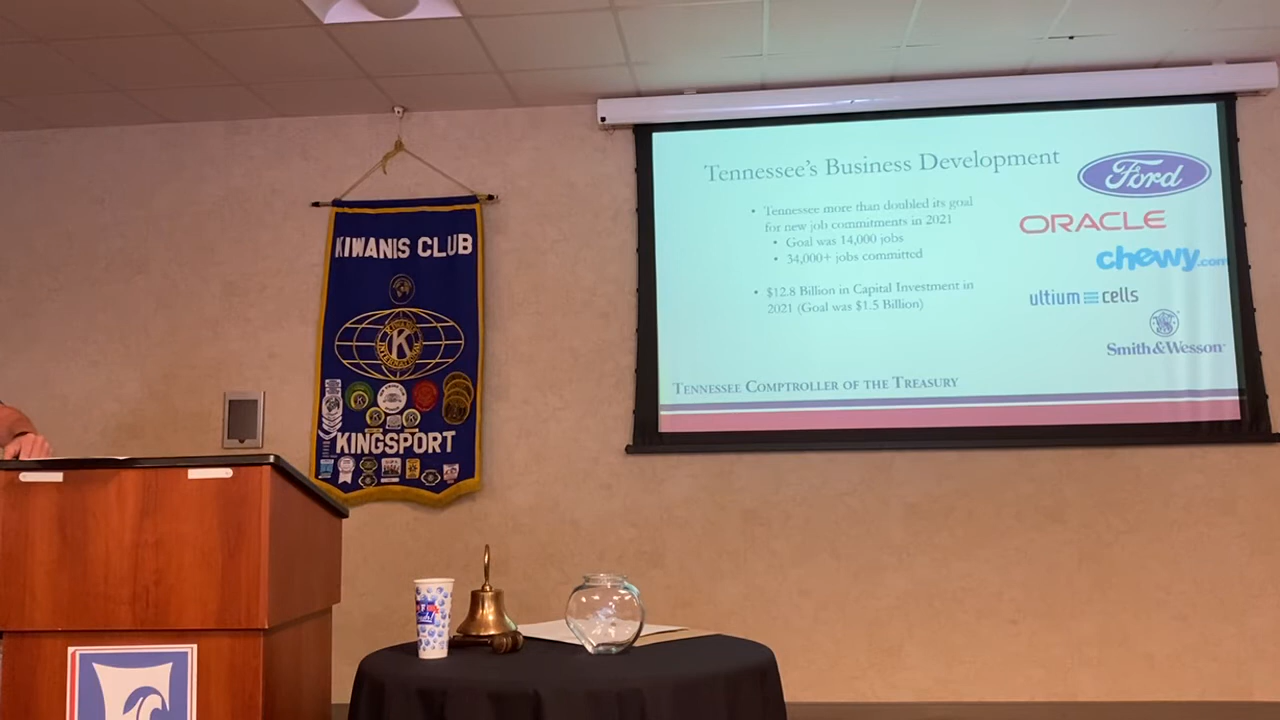 KIWANIS CLUB
KIWANIS
K
INTERNATIONAL
KINGSPORT
Tennessee's Business Development
• Tennessee more than doubled its goal
for new job commitments in 2021
• Goal was 14,000 jobs
• 34,000+ jobs committed
• $12.8 Billion in Capital Investment in
2021 (Goal was $1.5 Billion)
Ford
ORACLE
chewy.com
ultium cells
Smith & Wesson
TENNESSEE COMPTROLLER OF THE TREASURY